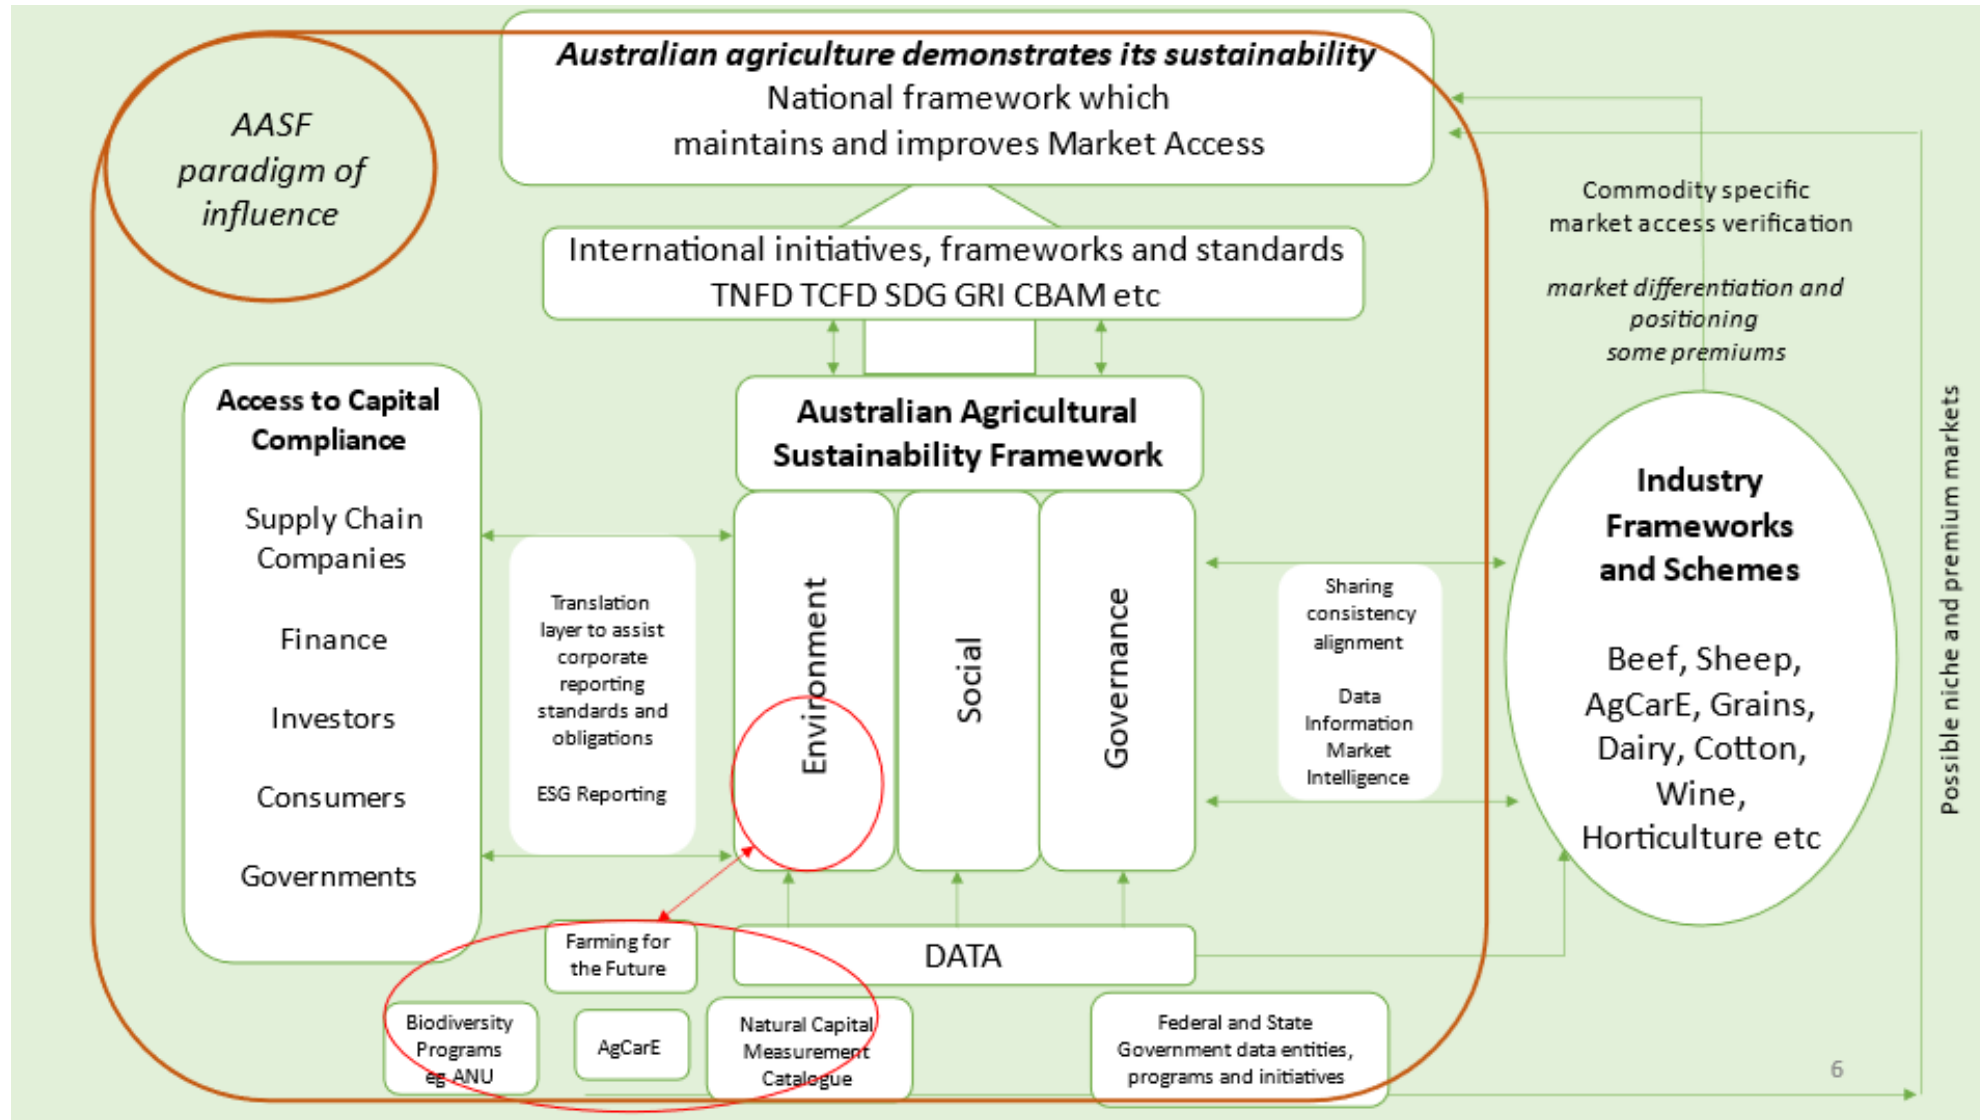 Australian agriculture demonstrates its sustainability
National framework which
maintains and improves Market Access
AASF
paradigm of
influence
International initiatives, frameworks and standards
TNFD TCFD SDG GRI CBAM etc
Commodity specific
market access verification
market differentiation and
positioning
some premiums
Access to Capital
Compliance
Supply Chain
Companies
Finance
Investors
Consumers
Governments
Translation
layer to assist
corporate
reporting
standards and
obligations
ESG Reporting
Australian Agricultural
Sustainability Framework
Environment
Social
Governance
Sharing
consistency
alignment
Data
Information
Market
Intelligence
Industry
Frameworks
and Schemes
Beef, Sheep,
AgCarE, Grains,
Dairy, Cotton,
Wine,
Horticulture etc
Possible niche and premium markets
DATA
Farming for
the Future
Biodiversity
Programs
eg ANU
AgCarE
Natural Capital
Measurement
Catalogue
Federal and State
Government data entities,
programs and initiatives
6